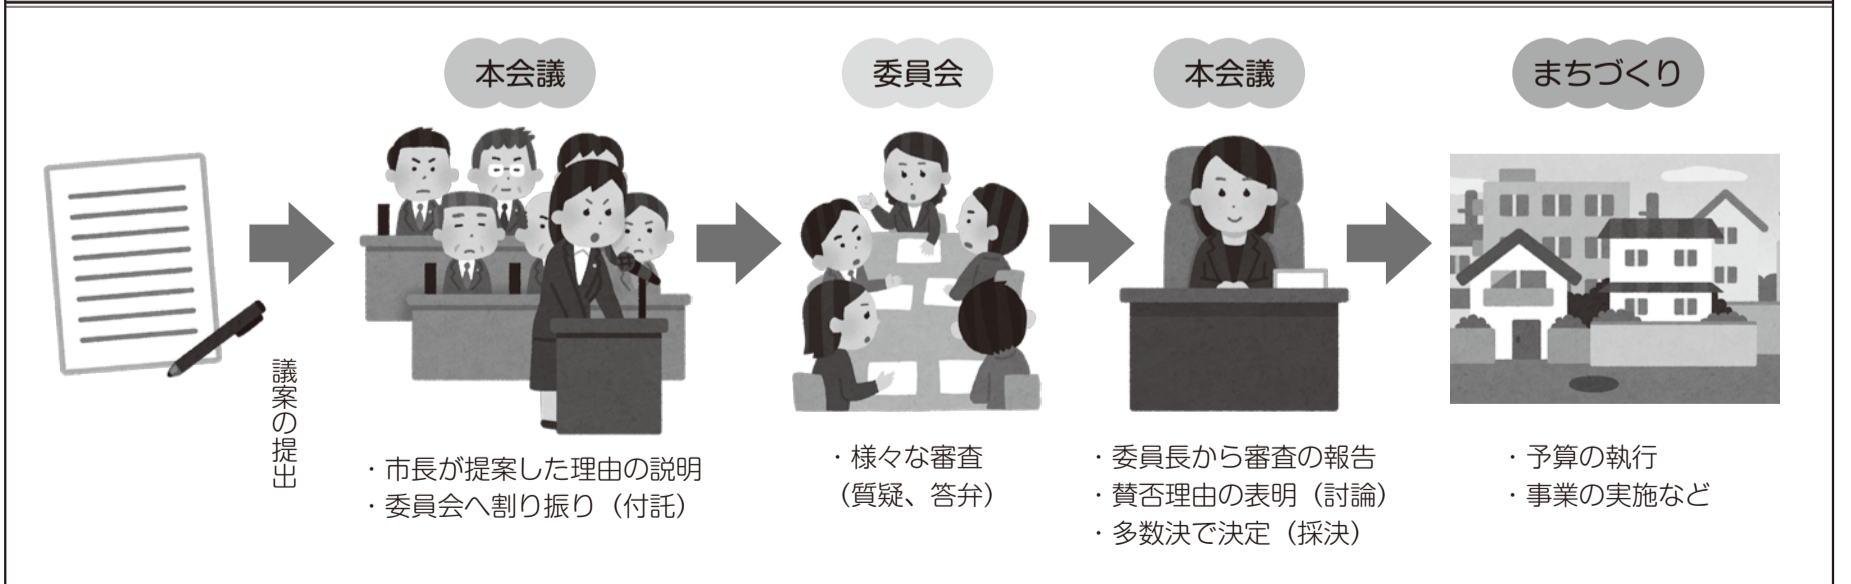 議案の提出
本会議
・市長が提案した理由の説明
・委員会へ割り振り（付託）
委員会
・様々な審査
（質疑、答弁）
本会議
・委員長から審査の報告
・賛否理由の表明（討論）
・多数決で決定（採決）
まちづくり
・予算の執行
・事業の実施など